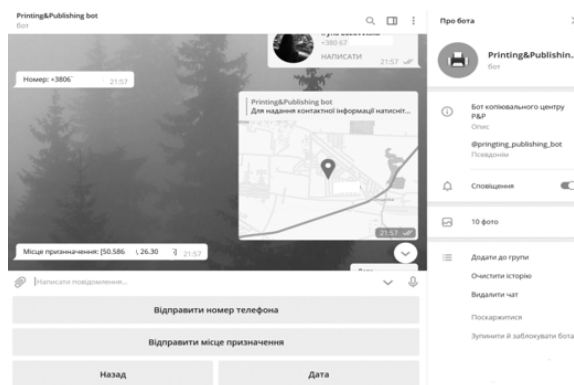 Printing&Publishing bot
бот
+380 67
НАПИСАТИ
21:57
Номер: +3806
21:57
Printing&Publishing bot
Для надання контактної інформації натисніт...
21:57
Місце призначення: [50.586 , 26.30
21:57
Написати повідомлення...
Відправити номер телефона
Відправити місце призначення
Назад
Дата
Про бота
Printing&Publishin...
бот
Бот копіювального центру
P&P
Опис
@pringting_publishing_bot
Псевдонім
Сповіщення
10 фото
Додати до групи
Очистити історію
Видалити чат
Поскаржитися
Зупинити й заблокувати бота